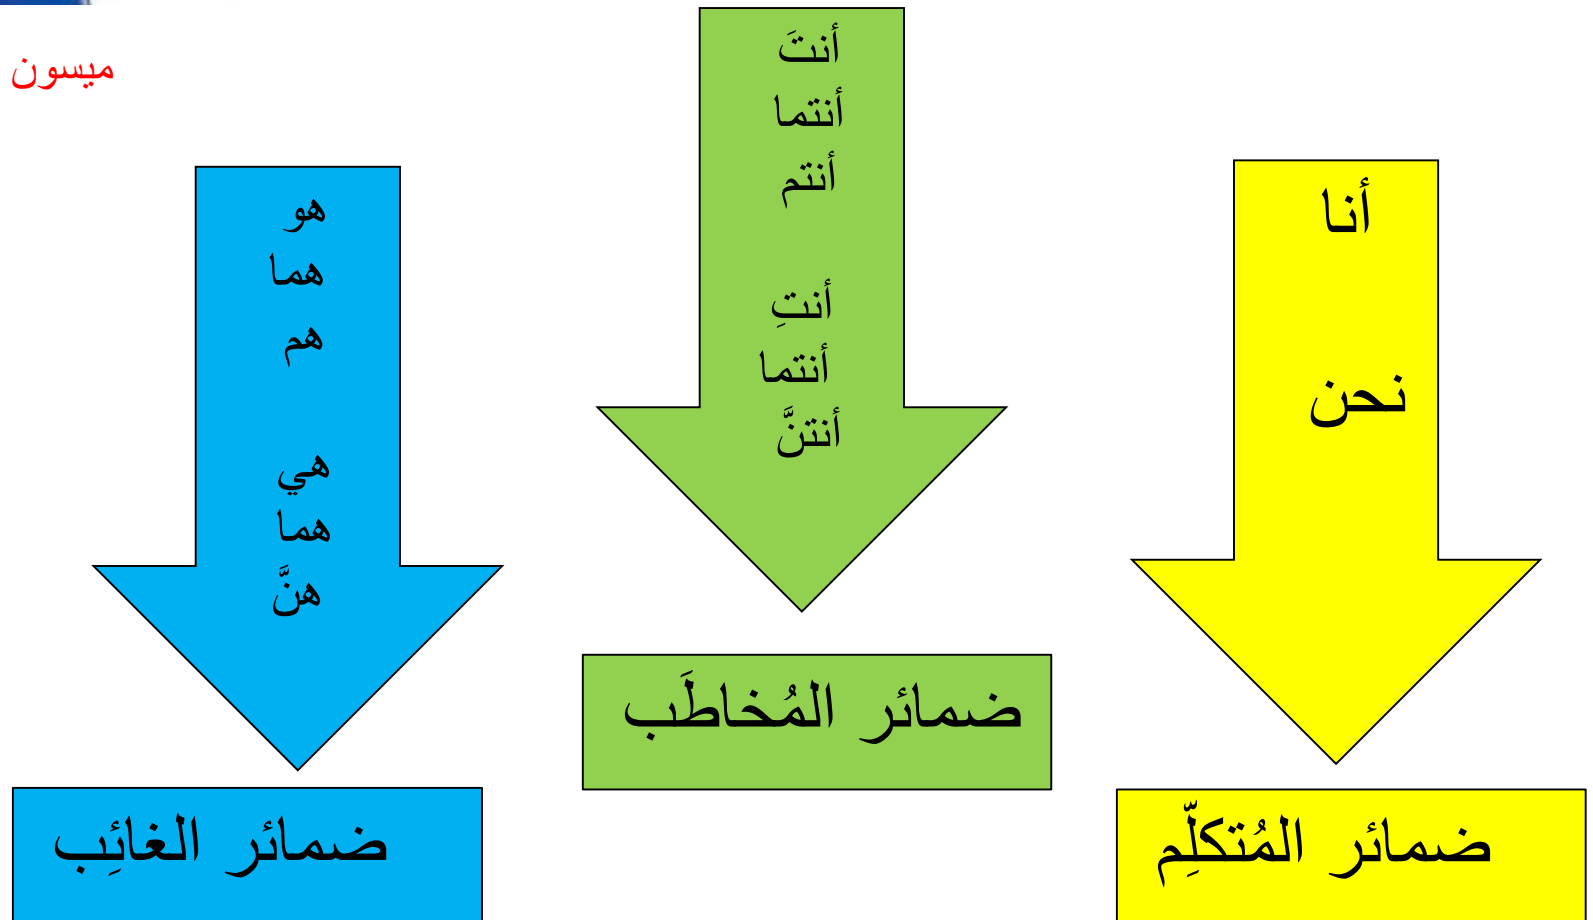 ميسون
أنا
نحن
ضمائر المُتكلِّم
أنتَ
أنتما
أنتم
أنتِ
أنتما
أنتنَّ
ضمائر المُخاطَب
هو
هما
هم
هي
هما
هنَّ
ضمائر الغائِب